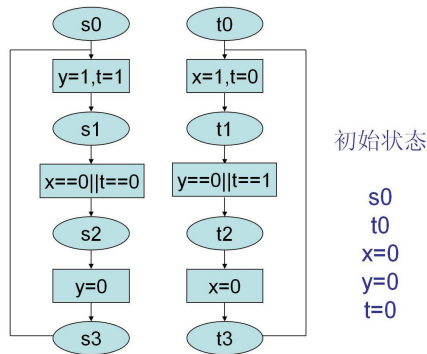 s0
y=1,t=1
s1
x==0||t==0
s2
y=0
s3
t0
x=1,t=0
t1
y==0||t==1
t2
x=0
t3
初始状态
s0
t0
x=0
y=0
t=0